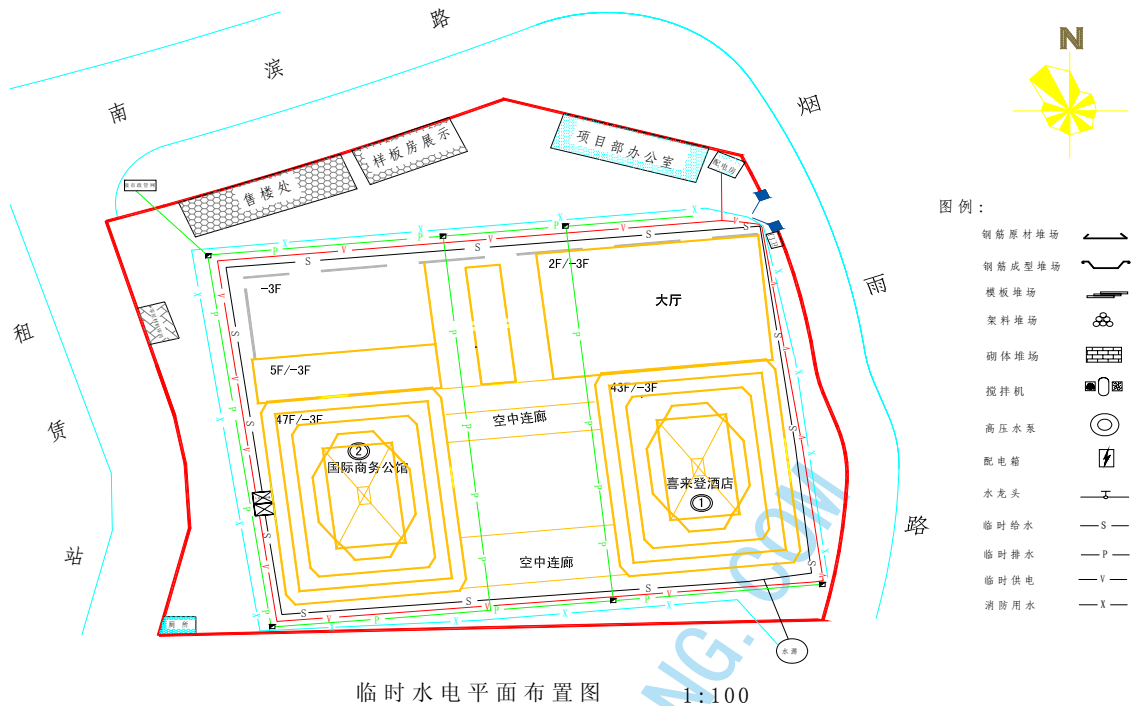 南滨路
烟雨路
租赁站
N
样板房展示
售楼处
项目部办公室
配电房
-3F
2F/-3F
大厅
5F/-3F
47F/-3F
43F/-3F
空中连廊
②
国际商务公馆
喜来登酒店
①
空中连廊
厕所
水源
图例:
钢筋原材堆场
钢筋成型堆场
模板堆场
架料堆场
砌体堆场
搅拌机
高压水泵
配电箱
水龙头
临时给水 S
临时排水 P
临时供电 V
消防用水 X
临时水电平面布置图 1:100
NG.COM